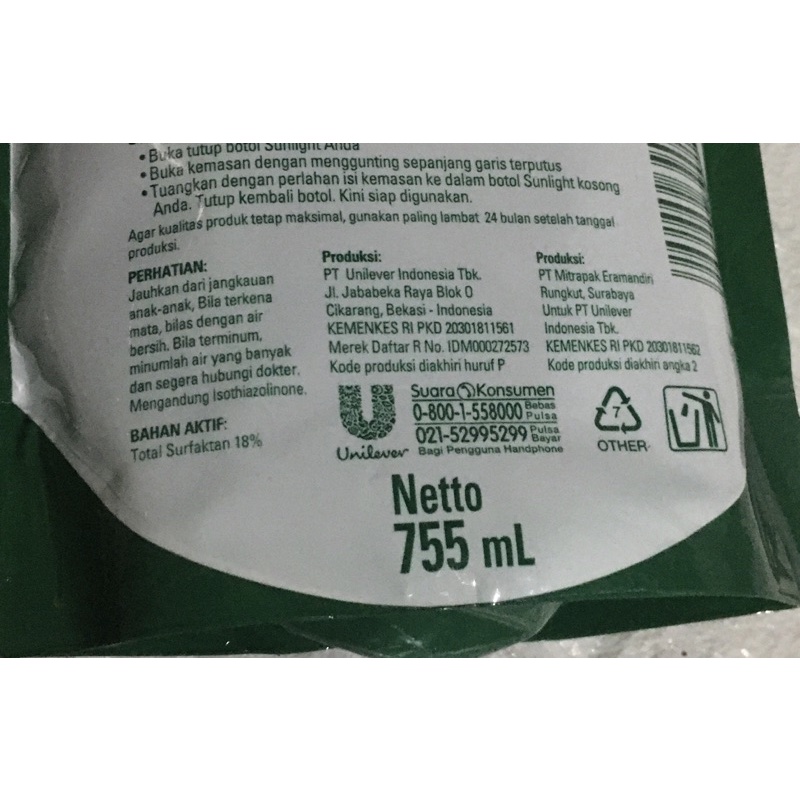 • Buka tutup botol Sunlight Anda
• Buka kemasan dengan menggunting sepanjang garis terputus
• Tuangkan dengan perlahan isi kemasan ke dalam botol Sunlight kosong
Anda. Tutup kembali botol. Kini siap digunakan.
Agar kualitas produk tetap maksimal, gunakan paling lambat 24 bulan setelah tanggal
produksi.
PERHATIAN:
Jauhkan dari jangkauan
anak-anak, Bila terkena
mata, bilas dengan air
bersih. Bila terminum,
minumlah air yang banyak
dan segera hubungi dokter.
Mengandung Isothiazolinone.
BAHAN AKTIF:
Total Surfaktan 18%
Produksi:
PT Unilever Indonesia Tbk.
Jl. Jababeka Raya Blok O
Cikarang, Bekasi - Indonesia
KEMENKES RI PKD 20301811561
Merek Daftar R No. IDM000272573
Kode produksi diakhiri huruf P
Produksi:
PT Mitrapak Eramandiri
Rungkut, Surabaya
Untuk PT Unilever
Indonesia Tbk.
KEMENKES RI PKD 20301811562
Kode produksi diakhiri angka 2
Unilever
Suara Konsumen
0-800-1-558000 Bebas Pulsa
021-52995299 Pulsa Bayar
Bagi Pengguna Handphone
7
OTHER
Netto
755 mL